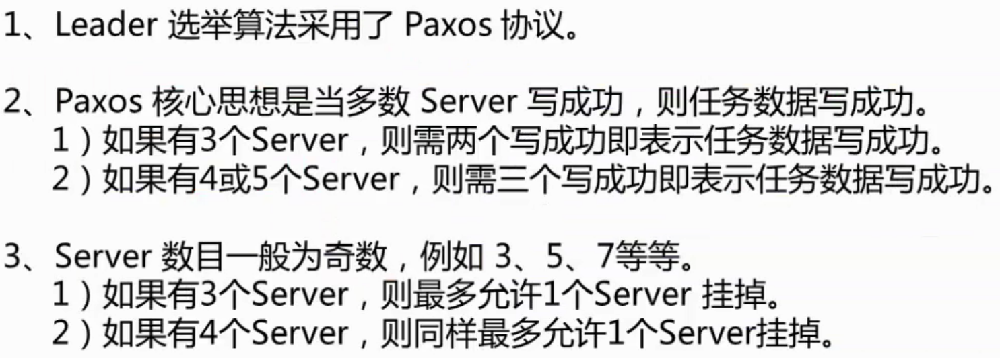 1、Leader 选举算法采用了 Paxos 协议。
2、Paxos 核心思想是当多数 Server 写成功，则任务数据写成功。
1）如果有3个Server，则需两个写成功即表示任务数据写成功。
2）如果有4或5个Server，则需三个写成功即表示任务数据写成功。
3、Server 数目一般为奇数，例如 3、5、7等等。
1）如果有3个Server，则最多允许1个Server 挂掉。
2）如果有4个Server，则同样最多允许1个Server挂掉。